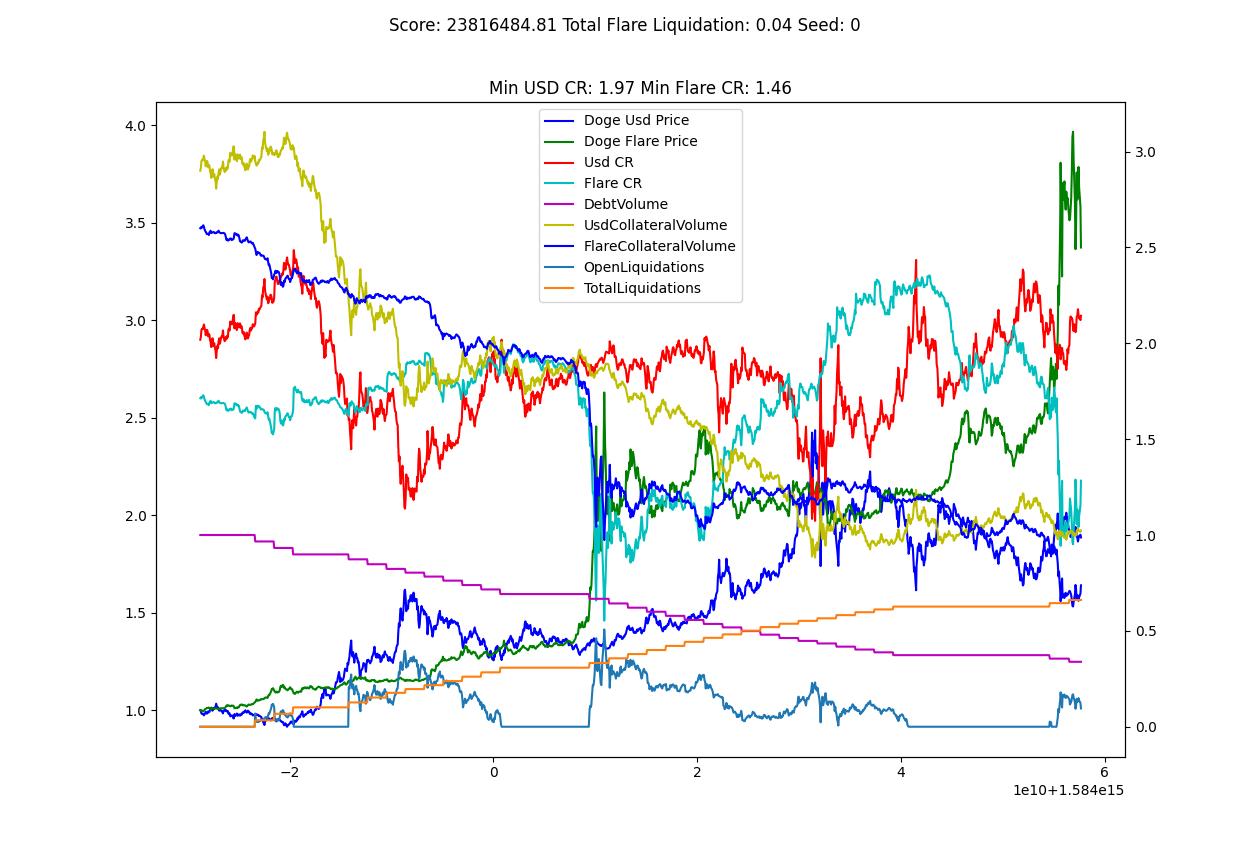 Score: 23816484.81 Total Flare Liquidation: 0.04 Seed: 0
Min USD CR: 1.97 Min Flare CR: 1.46
Doge Usd Price
Doge Flare Price
Usd CR
Flare CR
DebtVolume
UsdCollateralVolume
FlareCollateralVolume
OpenLiquidations
TotalLiquidations
4.0
3.5
3.0
2.5
2.0
1.5
1.0
3.0
2.5
2.0
1.5
1.0
0.5
0.0
−2 0 2 4 6
1e10+1.584e15